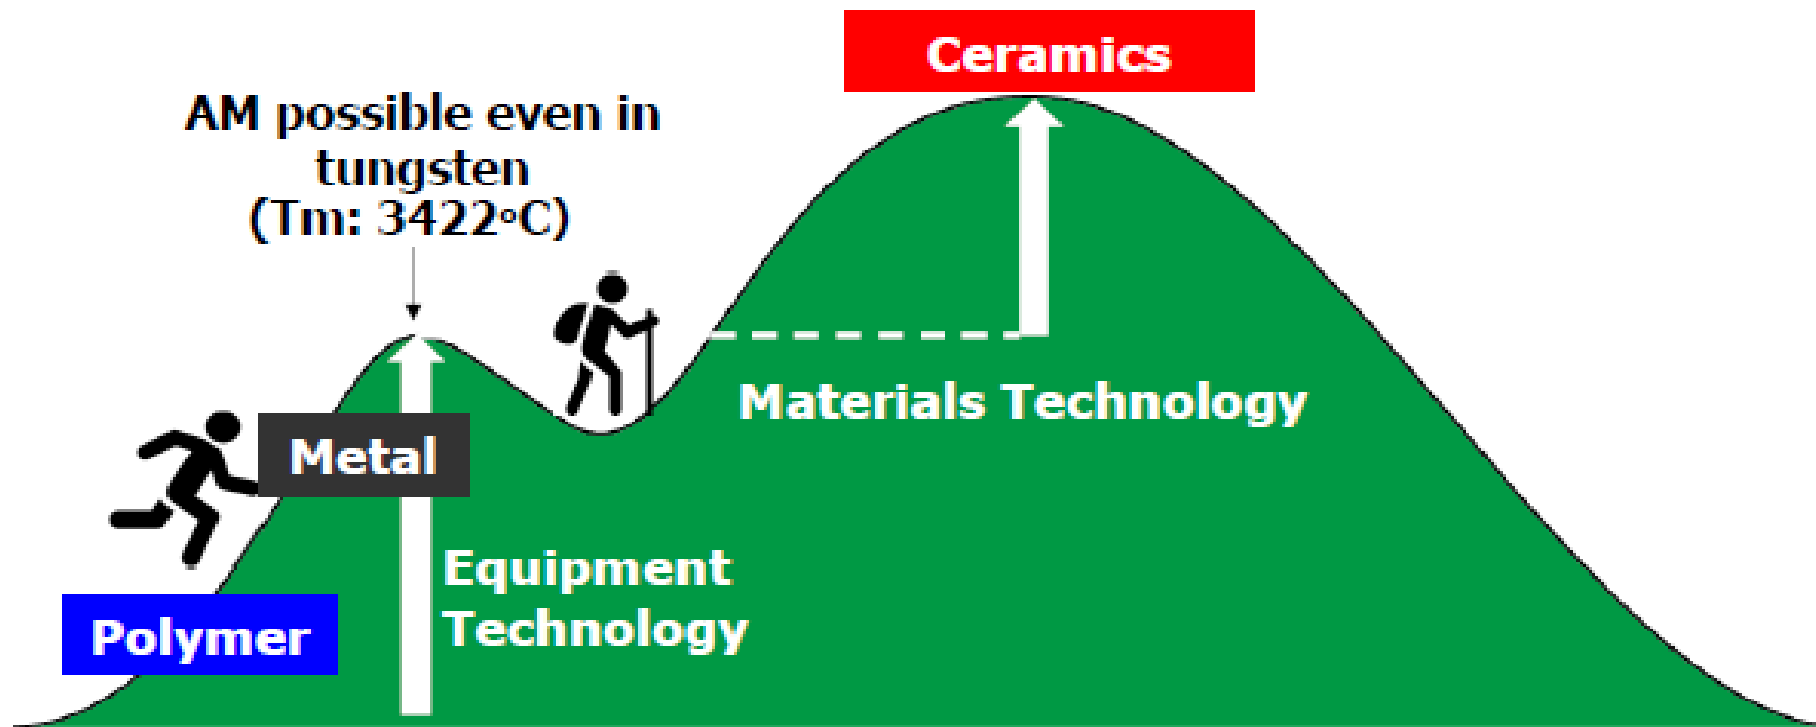 Ceramics
AM possible even in
tungsten
(Tm: 3422°C)
Materials Technology
Metal
Equipment
Technology
Polymer